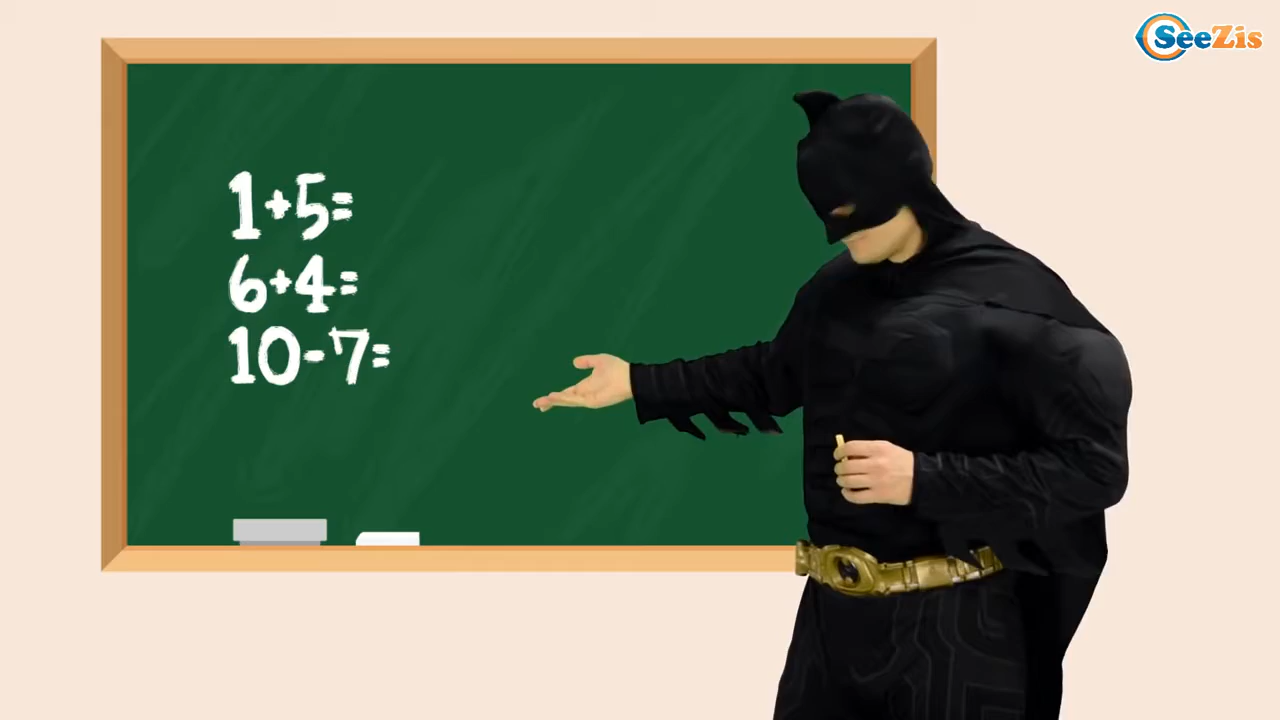 SeeZis
1+5=
6+4=
10-7=